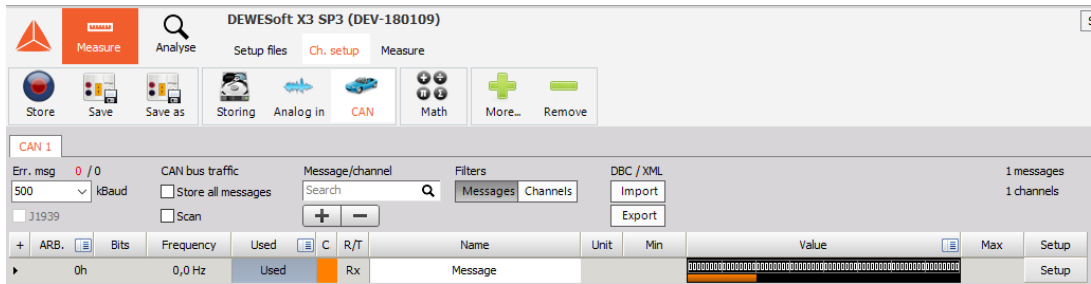 DEWESoft X3 SP3 (DEV-180109)
S
Measure Analyse Setup files Ch. setup Measure
Store Save Save as Storing Analog in CAN Math More... Remove
CAN 1
Err. msg 0 / 0 CAN bus traffic Message/channel Filters DBC / XML 1 messages
500 kBaud Store all messages Search Messages Channels Import 1 channels
J1939 Scan + − Export
+ ARB. Bits Frequency Used C R/T Name Unit Min Value Max Setup
0h 0,0 Hz Used Rx Message Setup